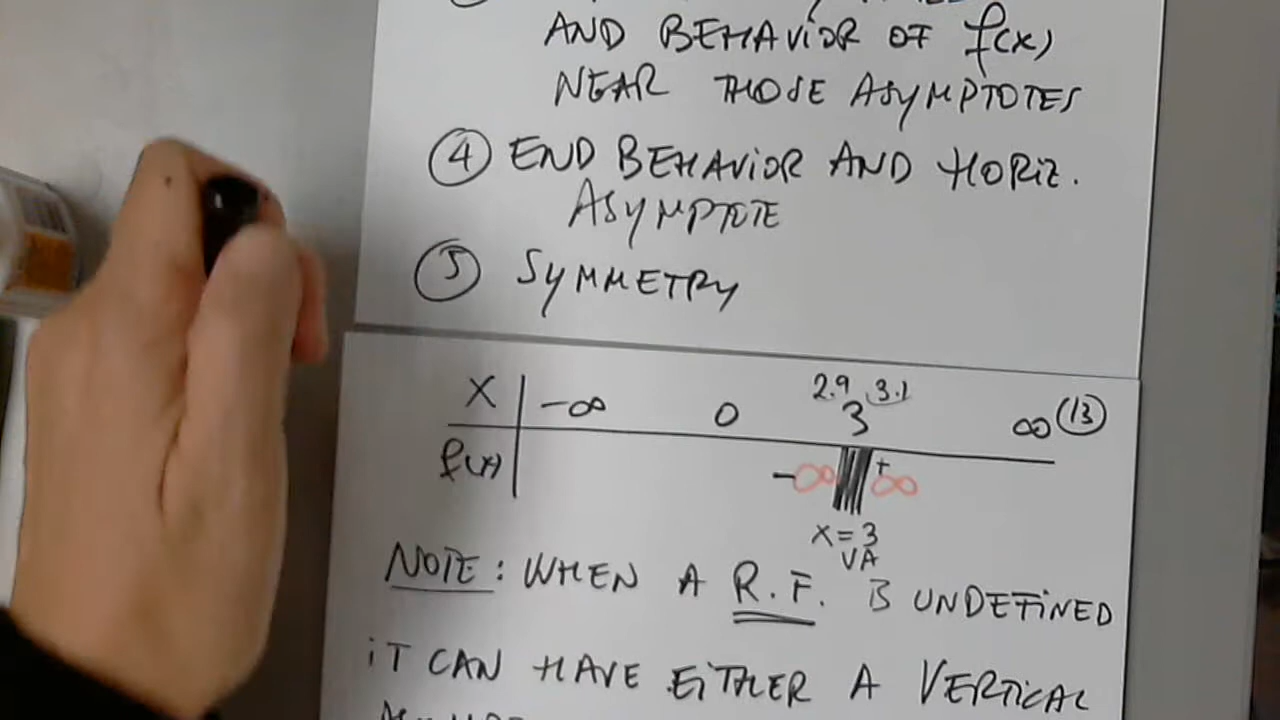 AND BEHAVIOR OF f(x)
NEAR THOSE ASYMPTOTES
④ END BEHAVIOR AND HORIZ.
ASYMPTOTE
⑤ SYMMETRY
2.9 3.1
X -∞ 0 3 ∞ (13)
f(x) -∞ +∞
X=3
VA
NOTE: WHEN A R.F. IS UNDEFINED
IT CAN HAVE EITHER A VERTICAL